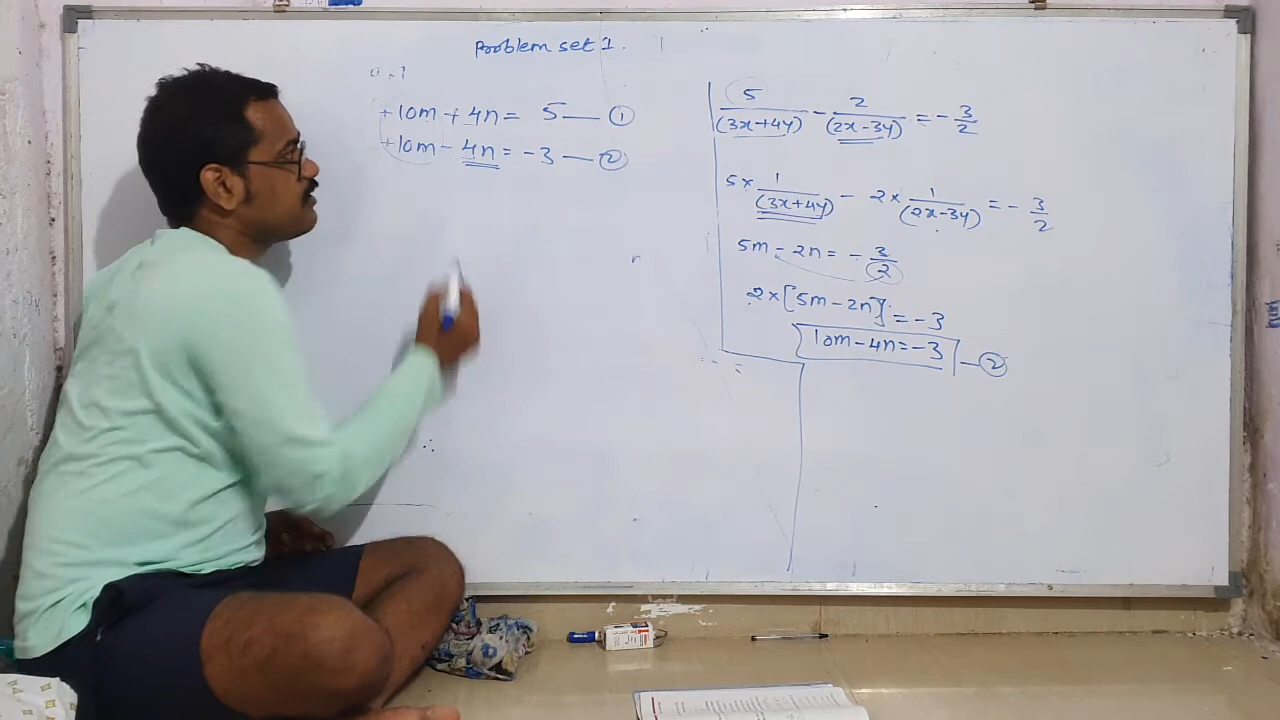 Problem set 1.
+10m + 4n = 5 — ①
+10m - 4n = -3 — ②
5/(3x+4y) - 2/(2x-3y) = - 3/2
5 × 1/(3x+4y) - 2 × 1/(2x-3y) = - 3/2
5m - 2n = - 3/2
2 × [5m - 2n] = -3
10m - 4n = -3 — ②